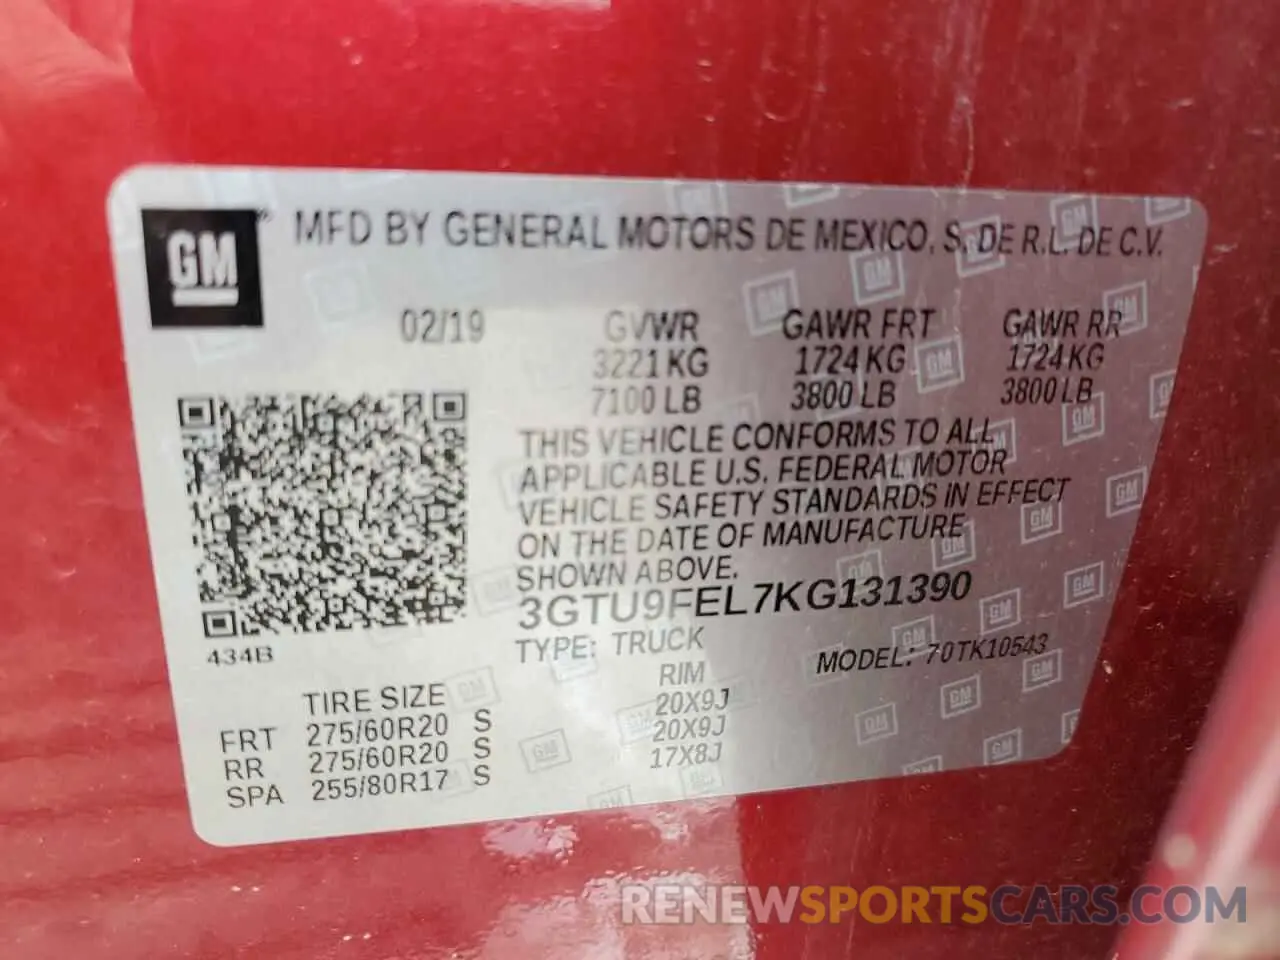 GM® MFD BY GENERAL MOTORS DE MEXICO, S. DE R.L. DE C.V.
02/19 GVWR GAWR FRT GAWR RR
3221 KG 1724 KG 1724 KG
7100 LB 3800 LB 3800 LB
THIS VEHICLE CONFORMS TO ALL
APPLICABLE U.S. FEDERAL MOTOR
VEHICLE SAFETY STANDARDS IN EFFECT
ON THE DATE OF MANUFACTURE
SHOWN ABOVE.
3GTU9FEL7KG131390
434B TYPE: TRUCK MODEL: 70TK10543
TIRE SIZE RIM
FRT 275/60R20 S 20X9J
RR 275/60R20 S 20X9J
SPA 255/80R17 S 17X8J
RENEWSPORTSCARS.COM